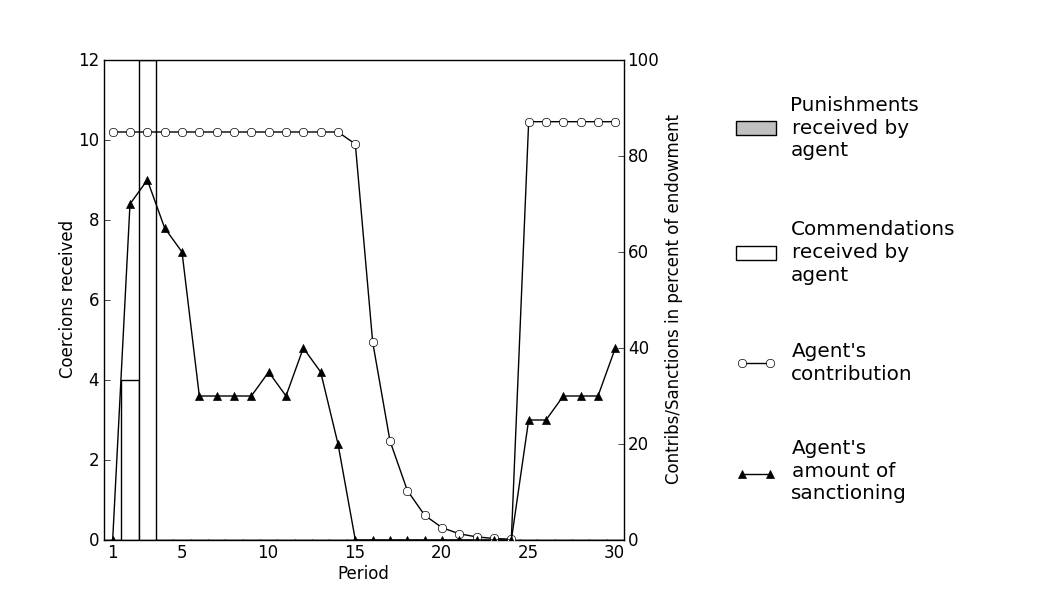 12
10
8
6
4
2
0
Coercions received
100
80
60
40
20
0
Contribs/Sanctions in percent of endowment
1 5 10 15 20 25 30
Period
Punishments
received by
agent
Commendations
received by
agent
Agent's
contribution
Agent's
amount of
sanctioning